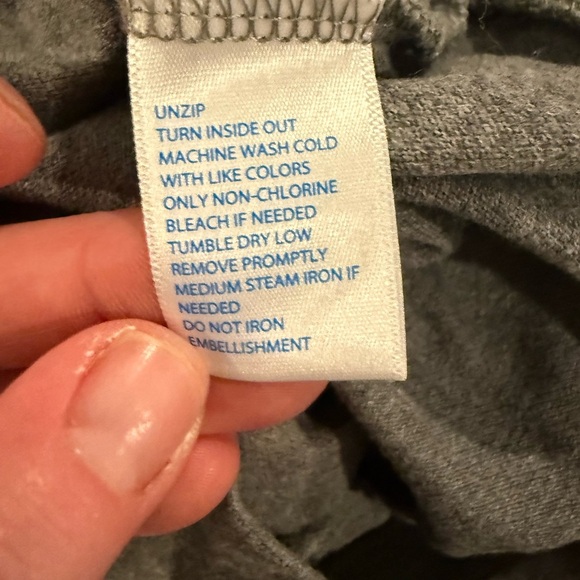 UNZIP
TURN INSIDE OUT
MACHINE WASH COLD
WITH LIKE COLORS
ONLY NON-CHLORINE
BLEACH IF NEEDED
TUMBLE DRY LOW
REMOVE PROMPTLY
MEDIUM STEAM IRON IF
NEEDED
DO NOT IRON
EMBELLISHMENT